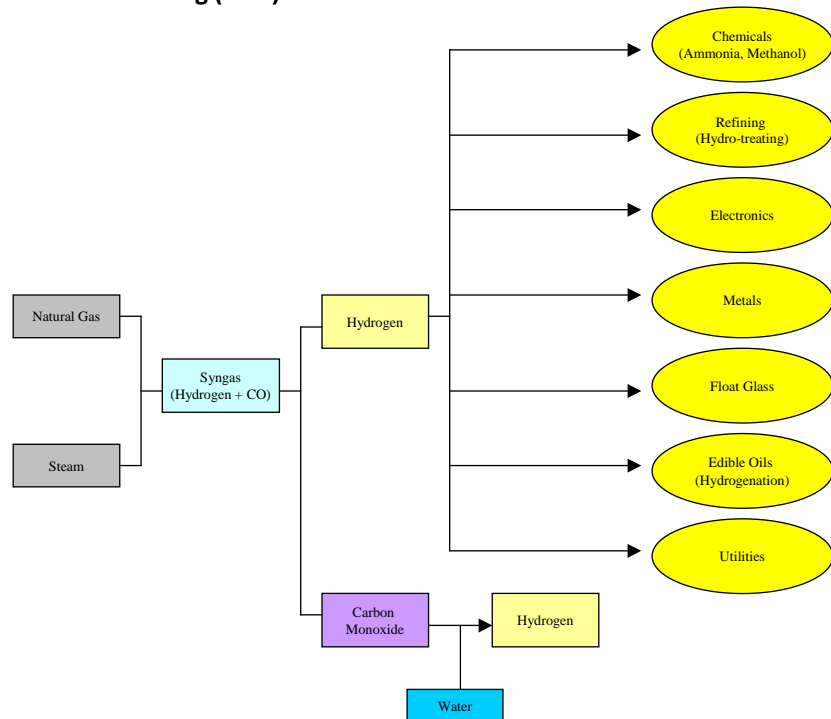 Chemicals
(Ammonia, Methanol)
Refining
(Hydro-treating)
Electronics
Natural Gas
Hydrogen
Metals
Syngas
(Hydrogen + CO)
Float Glass
Steam
Edible Oils
(Hydrogenation)
Utilities
Carbon
Monoxide
Hydrogen
Water